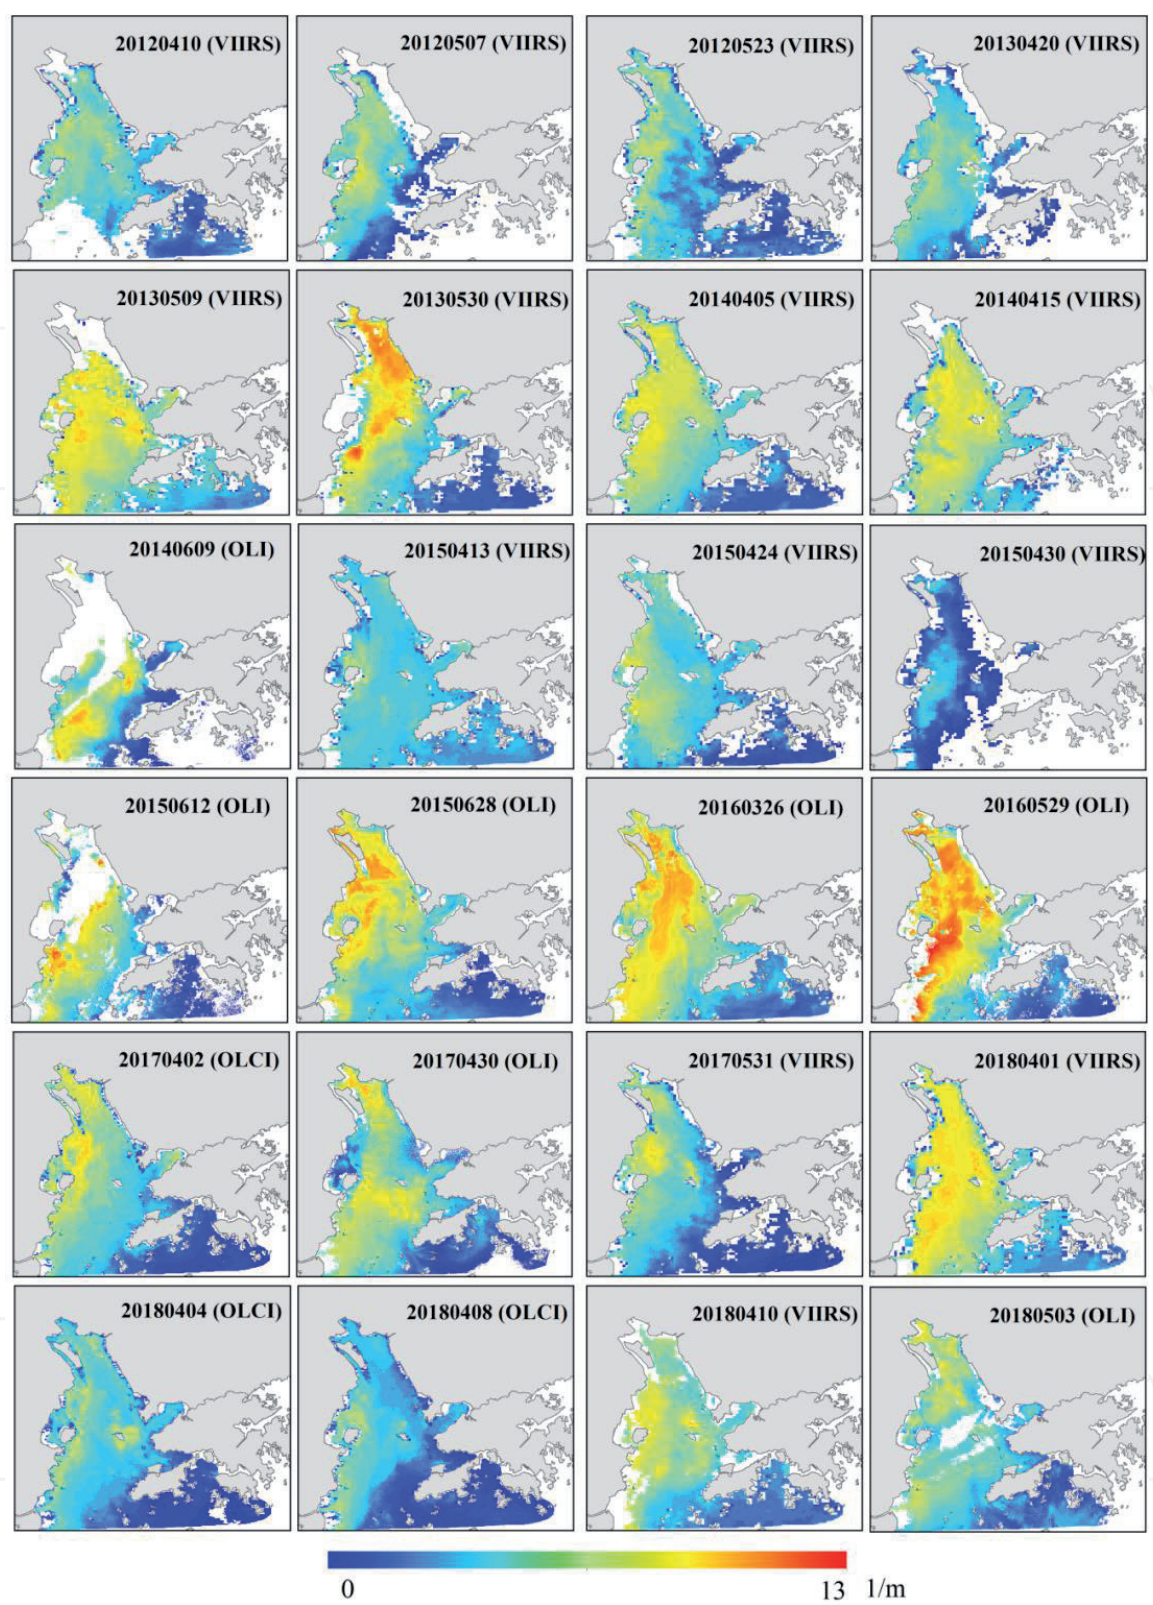 20120410 (VIIRS)
20120507 (VIIRS)
20120523 (VIIRS)
20130420 (VIIRS)
20130509 (VIIRS)
20130530 (VIIRS)
20140405 (VIIRS)
20140415 (VIIRS)
20140609 (OLI)
20150413 (VIIRS)
20150424 (VIIRS)
20150430 (VIIRS)
20150612 (OLI)
20150628 (OLI)
20160326 (OLI)
20160529 (OLI)
20170402 (OLCI)
20170430 (OLI)
20170531 (VIIRS)
20180401 (VIIRS)
20180404 (OLCI)
20180408 (OLCI)
20180410 (VIIRS)
20180503 (OLI)
0 13 1/m